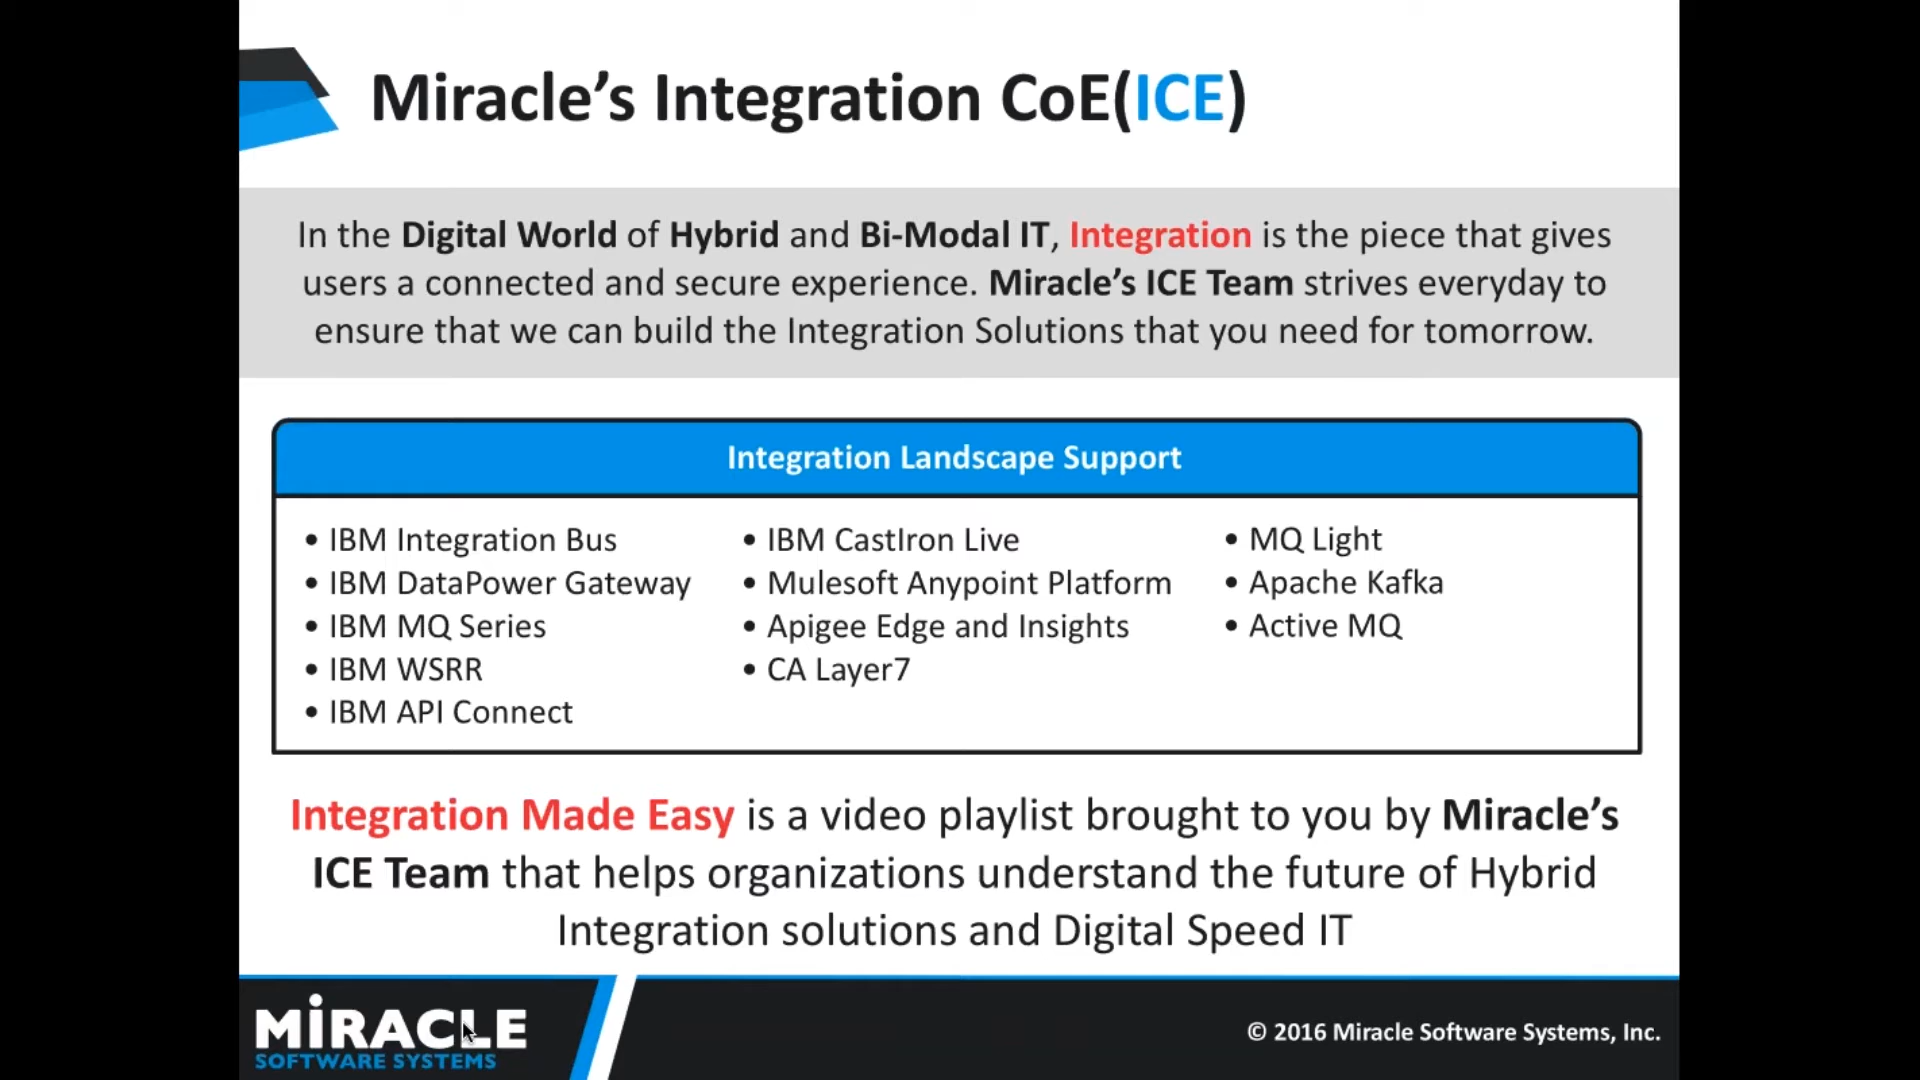 Miracle's Integration CoE(ICE)
In the Digital World of Hybrid and Bi-Modal IT, Integration is the piece that gives
users a connected and secure experience. Miracle's ICE Team strives everyday to
ensure that we can build the Integration Solutions that you need for tomorrow.
Integration Landscape Support
• IBM Integration Bus
• IBM DataPower Gateway
• IBM MQ Series
• IBM WSRR
• IBM API Connect
• IBM CastIron Live
• Mulesoft Anypoint Platform
• Apigee Edge and Insights
• CA Layer7
• MQ Light
• Apache Kafka
• Active MQ
Integration Made Easy is a video playlist brought to you by Miracle's
ICE Team that helps organizations understand the future of Hybrid
Integration solutions and Digital Speed IT
MiRACLE
SOFTWARE SYSTEMS
© 2016 Miracle Software Systems, Inc.